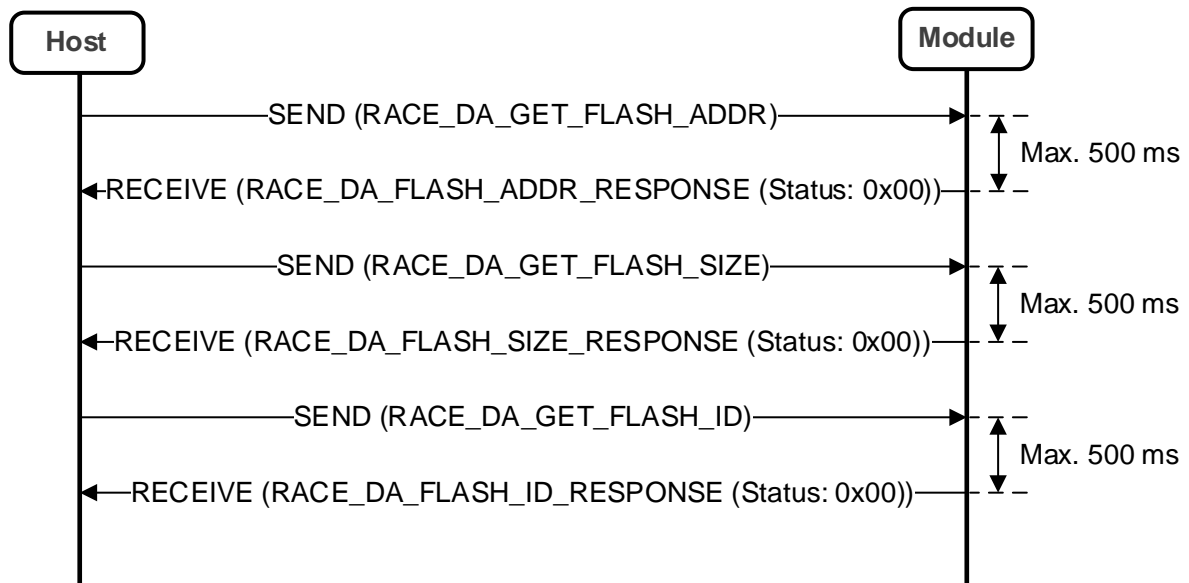 Host
Module
SEND (RACE_DA_GET_FLASH_ADDR)
Max. 500 ms
RECEIVE (RACE_DA_FLASH_ADDR_RESPONSE (Status: 0x00))
SEND (RACE_DA_GET_FLASH_SIZE)
Max. 500 ms
RECEIVE (RACE_DA_FLASH_SIZE_RESPONSE (Status: 0x00))
SEND (RACE_DA_GET_FLASH_ID)
Max. 500 ms
RECEIVE (RACE_DA_FLASH_ID_RESPONSE (Status: 0x00))